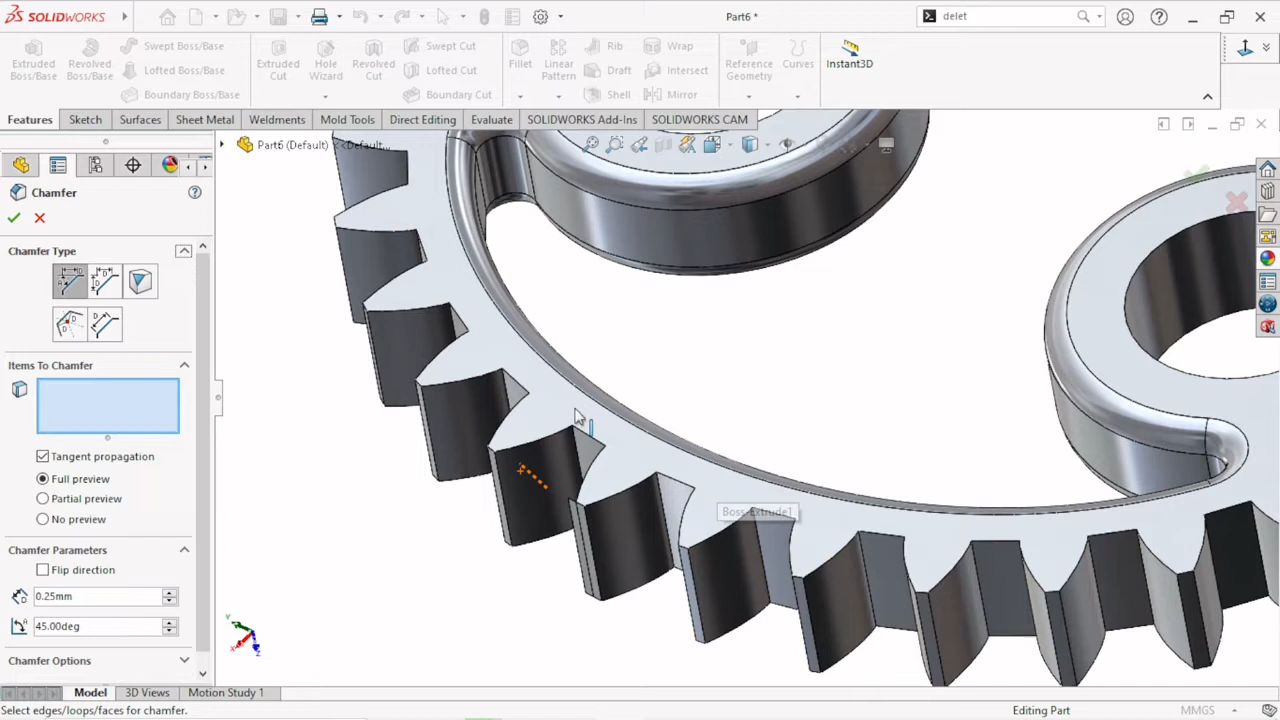 SOLIDWORKS
Part6 *
delet
Extruded Boss/Base
Revolved Boss/Base
Swept Boss/Base
Lofted Boss/Base
Boundary Boss/Base
Extruded Cut
Hole Wizard
Revolved Cut
Swept Cut
Lofted Cut
Boundary Cut
Fillet
Linear Pattern
Rib
Draft
Shell
Wrap
Intersect
Mirror
Reference Geometry
Curves
Instant3D
Features
Sketch
Surfaces
Sheet Metal
Weldments
Mold Tools
Direct Editing
Evaluate
SOLIDWORKS Add-Ins
SOLIDWORKS CAM
Part6 (Default) <<Default...
Chamfer
Chamfer Type
Items To Chamfer
Tangent propagation
Full preview
Partial preview
No preview
Chamfer Parameters
Flip direction
0.25mm
45.00deg
Chamfer Options
Boss-Extrude1
Model
3D Views
Motion Study 1
Select edges/loops/faces for chamfer.
Editing Part
MMGS